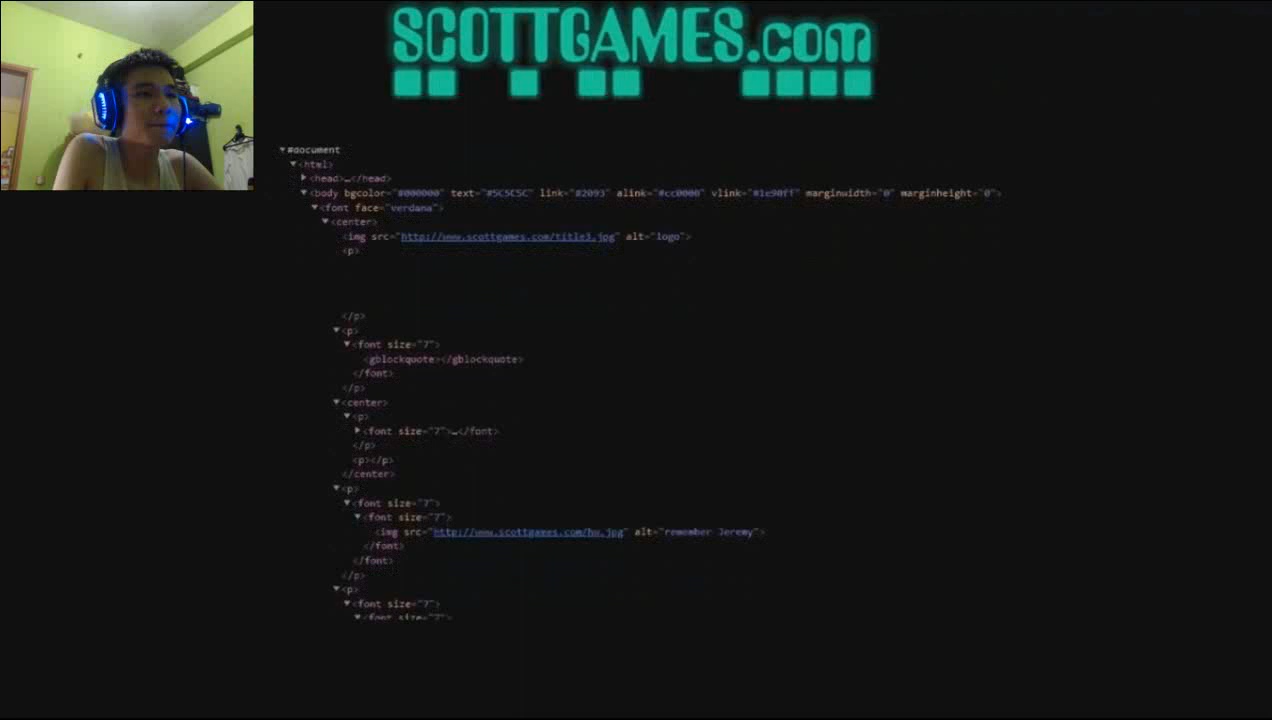 SCOTTGAMES.com
▼#document
▼<html>
▶<head>…</head>
▼<body bgcolor="#000000" text="#5C5C5C" link="#2093" alink="#cc0000" vlink="#1e90ff" marginwidth="0" marginheight="0">
▼<font face="verdana">
▼<center>
<img src="http://www.scottgames.com/title3.jpg" alt="logo">
<p>
</p>
▼<p>
▼<font size="7">
<gblockquote></gblockquote>
</font>
</p>
▼<center>
▼<p>
▶<font size="7">…</font>
</p>
<p></p>
</center>
▼<p>
▼<font size="7">
▼<font size="7">
<img src="http://www.scottgames.com/hw.jpg" alt="remember Jeremy">
</font>
</font>
</p>
▼<p>
▼<font size="7">
▼<font size="7">